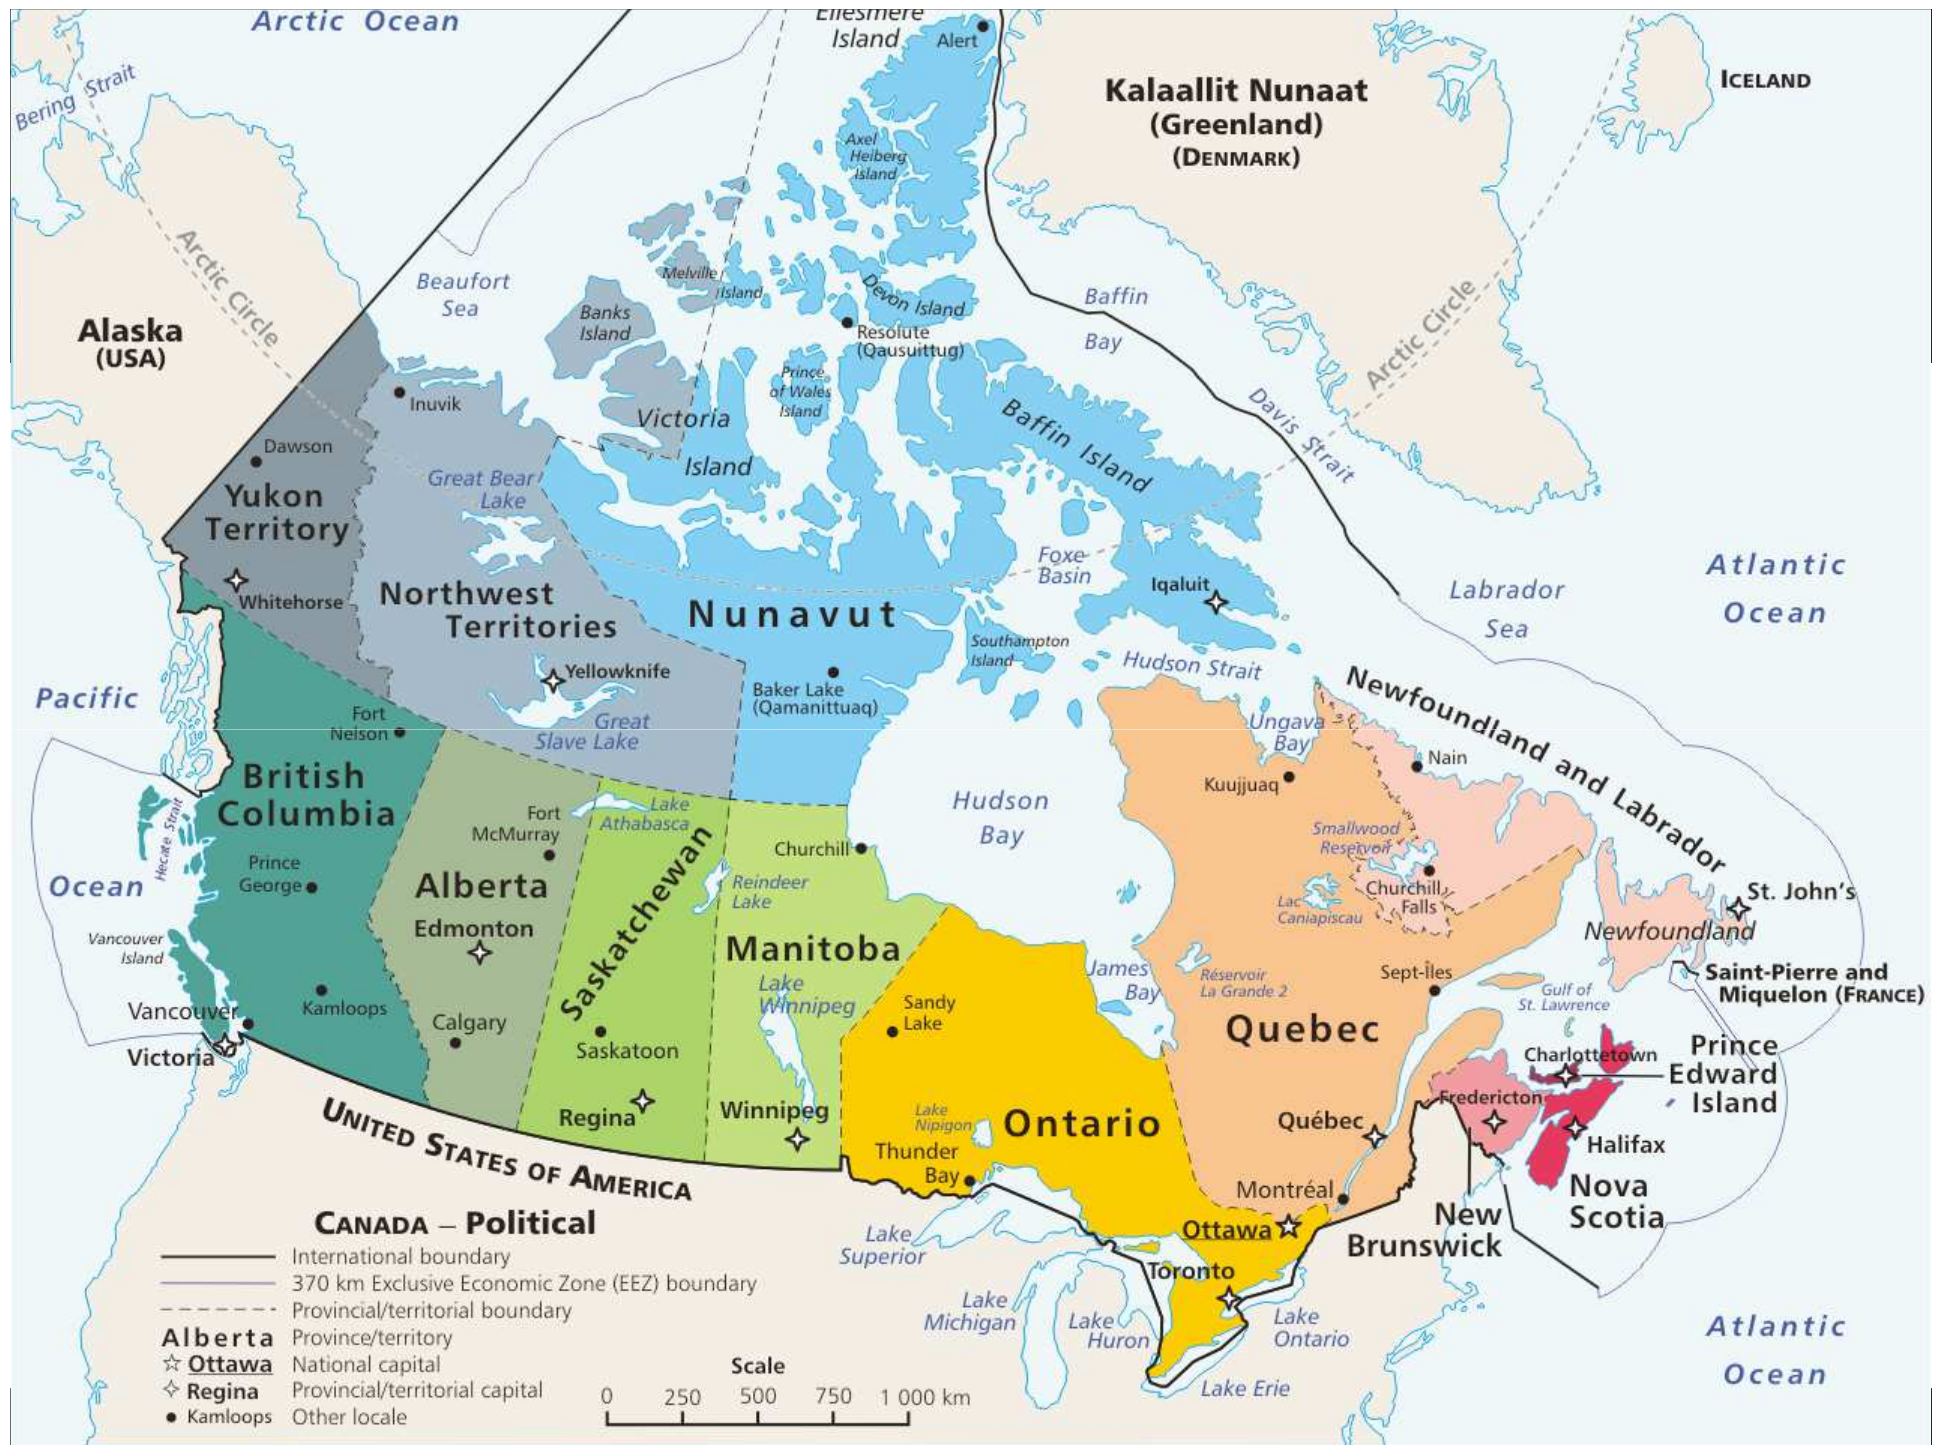 Arctic Ocean
Ellesmere
Island
Alert
Bering Strait
Kalaallit Nunaat
(Greenland)
(DENMARK)
ICELAND
Axel
Heiberg
Island
Arctic Circle
Beaufort
Sea
Melville
Island
Devon Island
Baffin
Bay
Arctic Circle
Alaska
(USA)
Banks
Island
Resolute
(Qausuittug)
Prince
of Wales
Island
Inuvik
Victoria
Island
Baffin Island
Davis Strait
Dawson
Yukon
Territory
Great Bear
Lake
Whitehorse
Northwest
Territories
Nunavut
Foxe
Basin
Iqaluit
Labrador
Sea
Atlantic
Ocean
Yellowknife
Southampton
Island
Hudson Strait
Baker Lake
(Qamanittuaq)
Pacific
Ocean
Fort
Nelson
Great
Slave Lake
Ungava
Bay
Nain
Newfoundland and Labrador
British
Columbia
Hecate Strait
Fort
McMurray
Lake
Athabasca
Hudson
Bay
Kuujjuaq
Smallwood
Reservoir
Churchill
Prince
George
Alberta
Edmonton
Saskatchewan
Reindeer
Lake
Lac
Caniapiscau
Churchill
Falls
St. John's
Newfoundland
Vancouver
Island
Manitoba
Lake
Winnipeg
James
Bay
Réservoir
La Grande 2
Sept-Îles
Gulf of
St. Lawrence
Saint-Pierre and
Miquelon (FRANCE)
Vancouver
Kamloops
Calgary
Saskatoon
Sandy
Lake
Quebec
Victoria
Regina
Winnipeg
Lake
Nipigon
Ontario
Québec
Charlottetown
Prince
Edward
Island
Fredericton
Halifax
UNITED STATES OF AMERICA
Thunder
Bay
Montréal
Nova
Scotia
New
Brunswick
Ottawa
Lake
Superior
Toronto
Lake
Michigan
Lake
Huron
Lake
Ontario
Lake Erie
Atlantic
Ocean
CANADA – Political
International boundary
370 km Exclusive Economic Zone (EEZ) boundary
Provincial/territorial boundary
Alberta Province/territory
Ottawa National capital
Regina Provincial/territorial capital
Kamloops Other locale
Scale
0 250 500 750 1 000 km